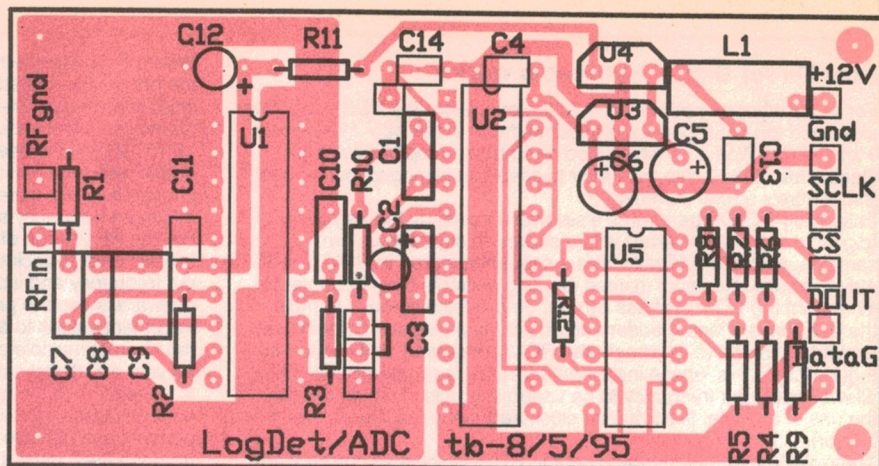 C12
R11
C14
C4
U4
L1
+12V
RFgnd
R1
C11
U1
C10
R10
C1
U2
U3
C5
Gnd
C6
C13
SCLK
C2
RFin
U5
R8
R7
R6
CS
R12
DOUT
C7
C8
C9
R2
R3
C3
DataG
R5
R4
R9
LogDet/ADC
tb-8/5/95